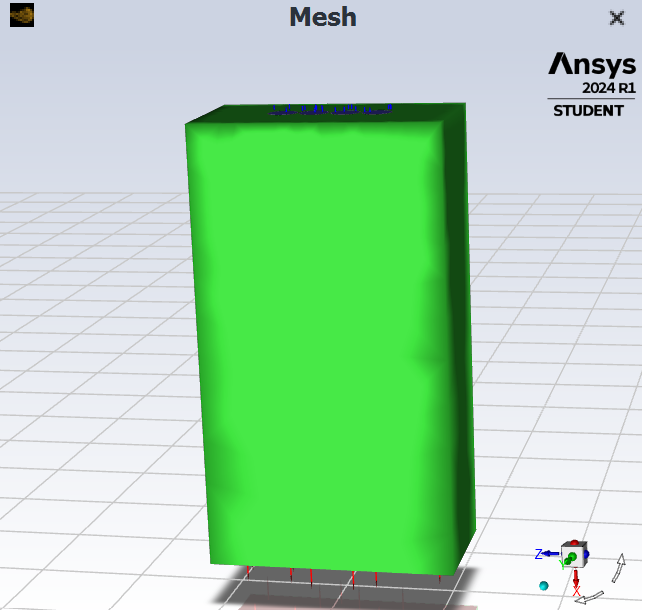 Mesh
Ansys
2024 R1
STUDENT
Z
Y
X